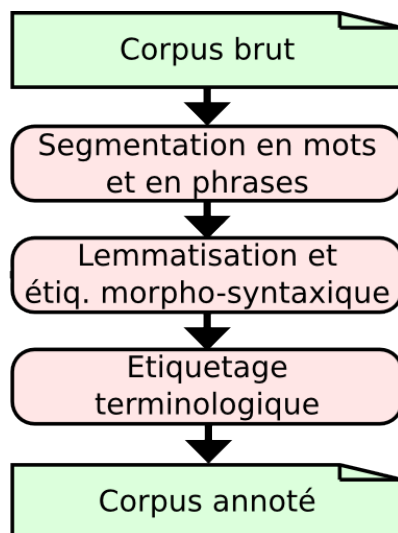 Corpus brut
Segmentation en mots
et en phrases
Lemmatisation et
étiq. morpho-syntaxique
Etiquetage
terminologique
Corpus annoté